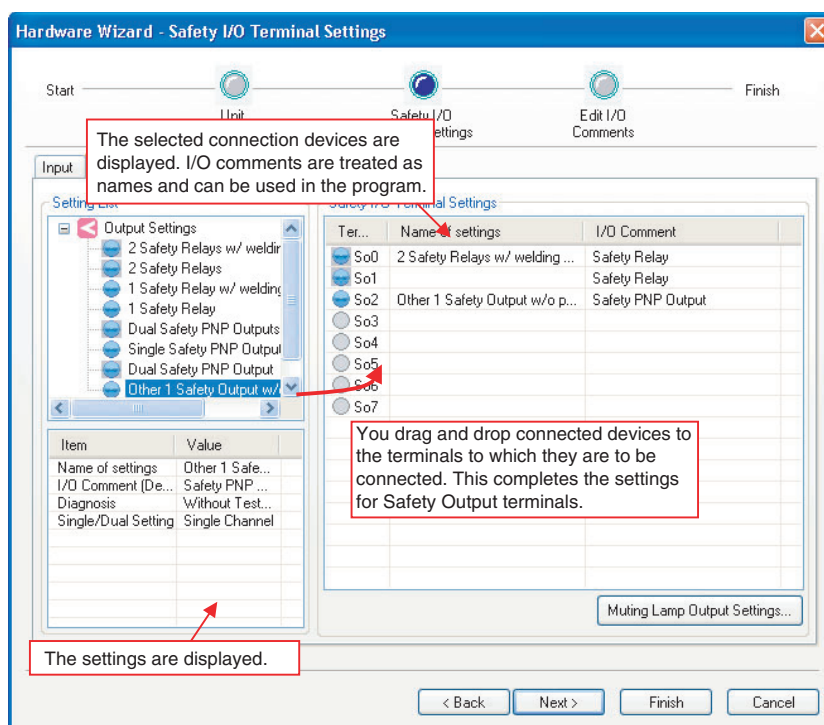 Hardware Wizard - Safety I/O Terminal Settings
Start
Unit
Safety I/O
ettings
Edit I/O
Comments
Finish
The selected connection devices are
displayed. I/O comments are treated as
names and can be used in the program.
Input
Setting List
Output Settings
2 Safety Relays w/ weldir
2 Safety Relays
1 Safety Relay w/ welding
1 Safety Relay
Dual Safety PNP Outputs
Single Safety PNP Output
Dual Safety PNP Output
Other 1 Safety Output w/
Item Value
Name of settings Other 1 Safe...
I/O Comment (De... Safety PNP ...
Diagnosis Without Test...
Single/Dual Setting Single Channel
The settings are displayed.
Safety I/O Terminal Settings
Ter... Name of settings I/O Comment
So0 2 Safety Relays w/ welding ... Safety Relay
So1 Safety Relay
So2 Other 1 Safety Output w/o p... Safety PNP Output
So3
So4
So5
So6
So7
You drag and drop connected devices to
the terminals to which they are to be
connected. This completes the settings
for Safety Output terminals.
Muting Lamp Output Settings...
< Back Next > Finish Cancel